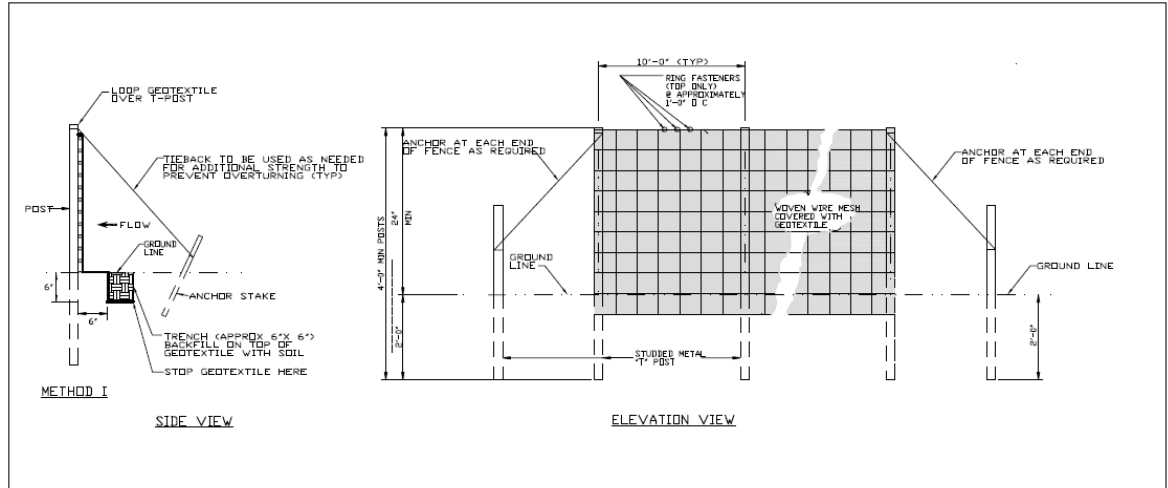 LOOP GEOTEXTILE
OVER T-POST
TIEBACK TO BE USED AS NEEDED
FOR ADDITIONAL STRENGTH TO
PREVENT OVERTURNING (TYP)
POST
FLOW
GROUND
LINE
6"
6"
ANCHOR STAKE
TRENCH (APPROX 6"X 6")
BACKFILL ON TOP OF
GEOTEXTILE WITH SOIL
STOP GEOTEXTILE HERE
METHOD I
SIDE VIEW
10'-0" (TYP)
RING FASTENERS
(TOP ONLY)
@ APPROXIMATELY
1'-0" O C
ANCHOR AT EACH END
OF FENCE AS REQUIRED
ANCHOR AT EACH END
OF FENCE AS REQUIRED
4'-0" MIN POSTS
24"
MIN
WOVEN WIRE MESH
COVERED WITH
GEOTEXTILE
GROUND
LINE
GROUND LINE
2'-0"
2'-0"
STUDDED METAL
"T" POST
ELEVATION VIEW